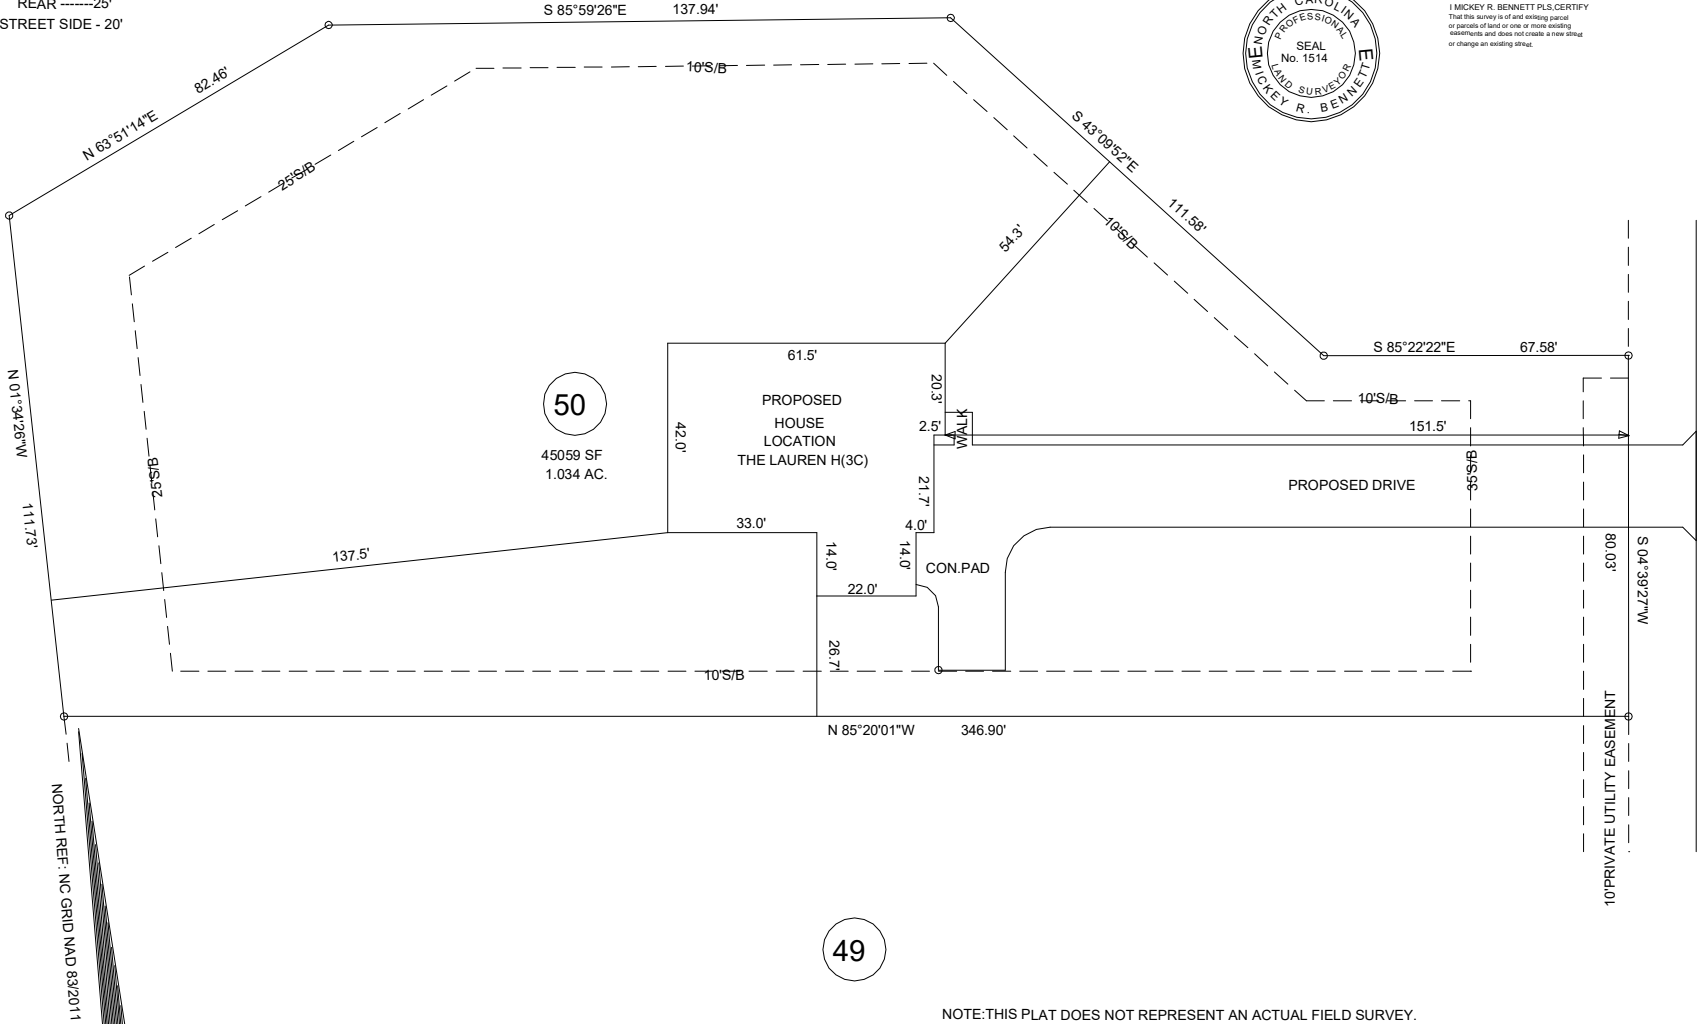 REAR -------25'
STREET SIDE - 20'
S 85°59'26"E 137.94'
NORTH CAROLINA
PROFESSIONAL
SEAL
No. 1514
LAND SURVEYOR
MICKEY R. BENNETT
I MICKEY R. BENNETT PLS,CERTIFY
That this survey is of and existing parcel
or parcels of land or one or more existing
easements and does not create a new street
or change an existing street.
N 63°51'14"E 82.46'
10'S/B
25'S/B
S 43°09'52"E 111.58'
10'S/B
54.3'
N 01°34'26"W 111.73'
25'S/B
50
45059 SF
1.034 AC.
61.5'
42.0'
PROPOSED
HOUSE
LOCATION
THE LAUREN H(3C)
20.3'
2.5'
WALK
S 85°22'22"E 67.58'
10'S/B
151.5'
35'S/B
PROPOSED DRIVE
21.7'
4.0'
33.0'
14.0'
14.0'
22.0'
CON.PAD
137.5'
26.7'
10'S/B
80.03'
S 04°39'27"W
N 85°20'01"W 346.90'
10'PRIVATE UTILITY EASEMENT
NORTH REF: NC GRID NAD 83/2011
49
NOTE:THIS PLAT DOES NOT REPRESENT AN ACTUAL FIELD SURVEY.